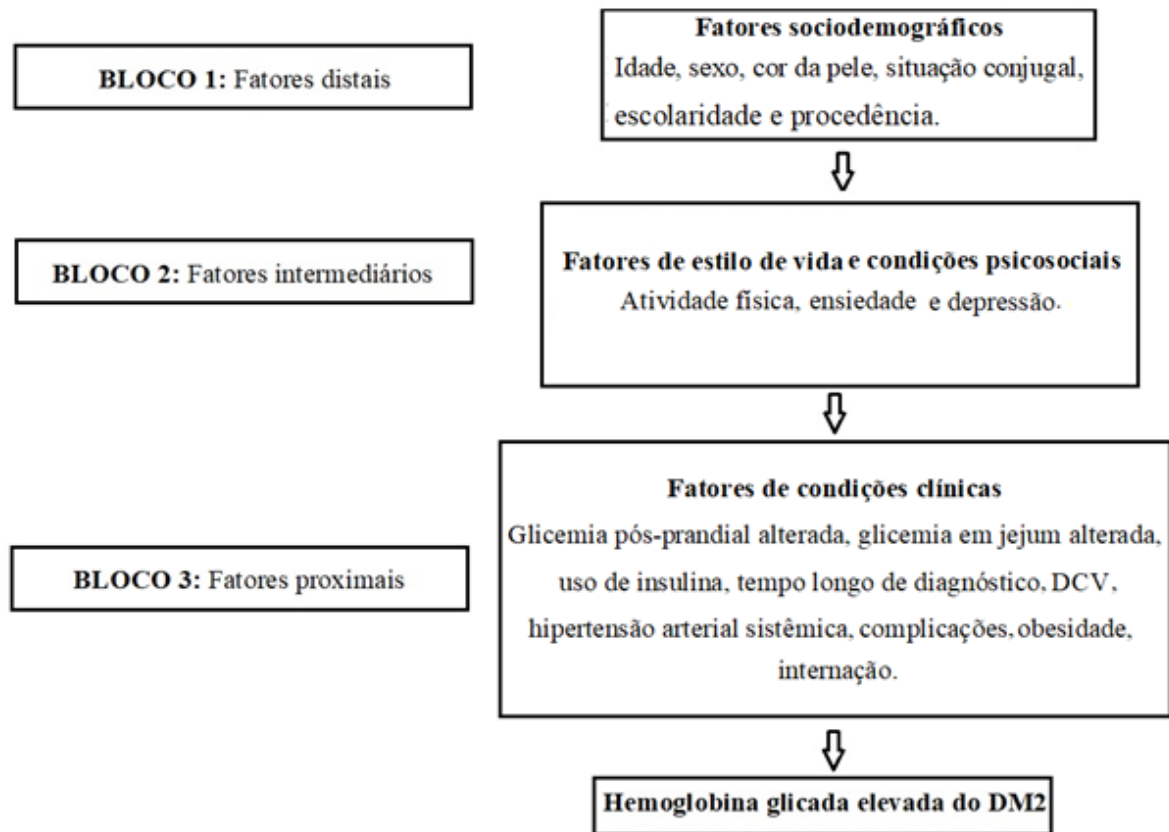 Fatores sociodemográficos
BLOCO 1: Fatores distais
Idade, sexo, cor da pele, situação conjugal,
escolaridade e procedência.
BLOCO 2: Fatores intermediários
Fatores de estilo de vida e condições psicosociais
Atividade física, ensiedade e depressão.
Fatores de condições clínicas
Glicemia pós-prandial alterada, glicemia em jejum alterada,
BLOCO 3: Fatores proximais
uso de insulina, tempo longo de diagnóstico, DCV,
hipertensão arterial sistêmica, complicações, obesidade,
internação.
Hemoglobina glicada elevada do DM2